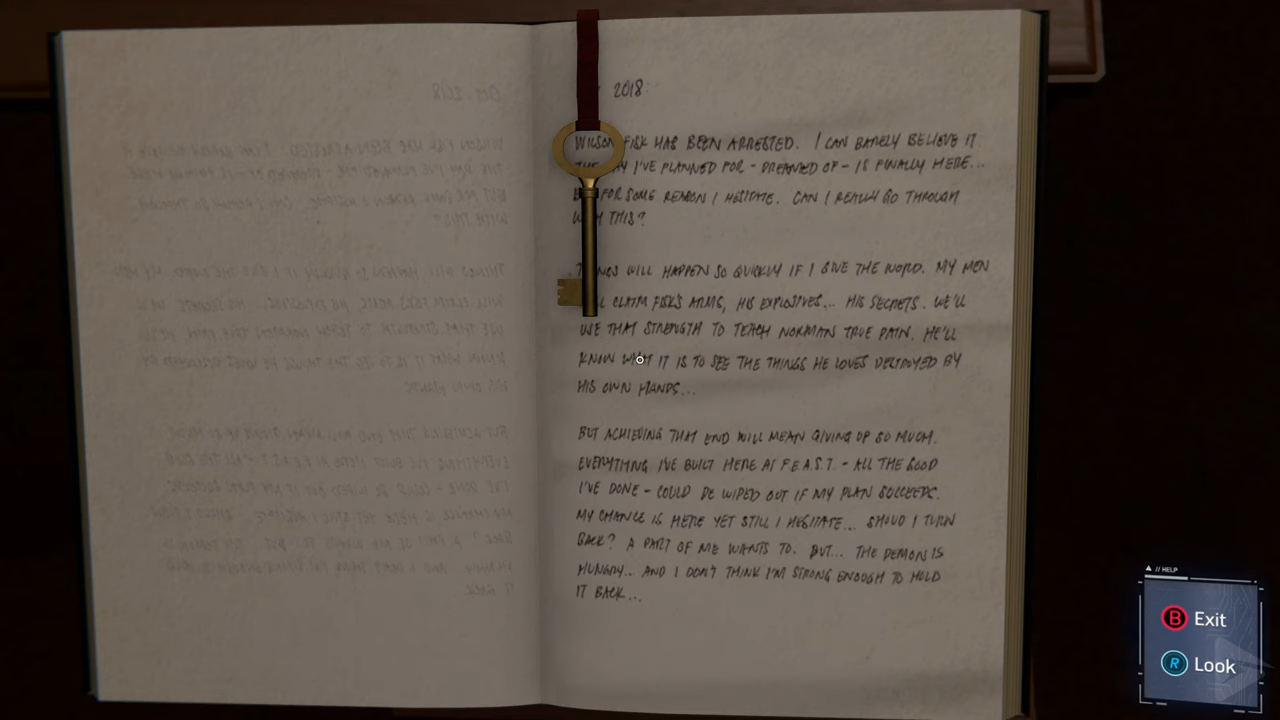 2018
WILSON FISK HAS BEEN ARRESTED. I CAN BARELY BELIEVE IT.
I'VE PLANNED FOR - DREAMED OF - IS FINALLY HERE...
FOR SOME REASON I HESITATE. CAN I REALLY GO THROUGH
THIS?
THINGS WILL HAPPEN SO QUICKLY IF I GIVE THE WORD. MY MEN
CLAIM FISK'S ARMS, HIS EXPLOSIVES... HIS SECRETS. WE'LL
USE THAT STRENGTH TO TEACH NORMAN TRUE PAIN. HE'LL
KNOW WHAT IT IS TO SEE THE THINGS HE LOVES DESTROYED BY
HIS OWN HANDS...
BUT ACHIEVING THAT END WILL MEAN GIVING UP SO MUCH.
EVERYTHING I'VE BUILT HERE AT F.E.A.S.T. - ALL THE GOOD
I'VE DONE - COULD BE WIPED OUT IF MY PLAN SUCCEEDS.
MY CHANCE IS HERE YET STILL I HESITATE... SHOULD I TURN
BACK? A PART OF ME WANTS TO. BUT... THE DEMON IS
HUNGRY... AND I DON'T THINK I'M STRONG ENOUGH TO HOLD
IT BACK...
// HELP
B Exit
R Look